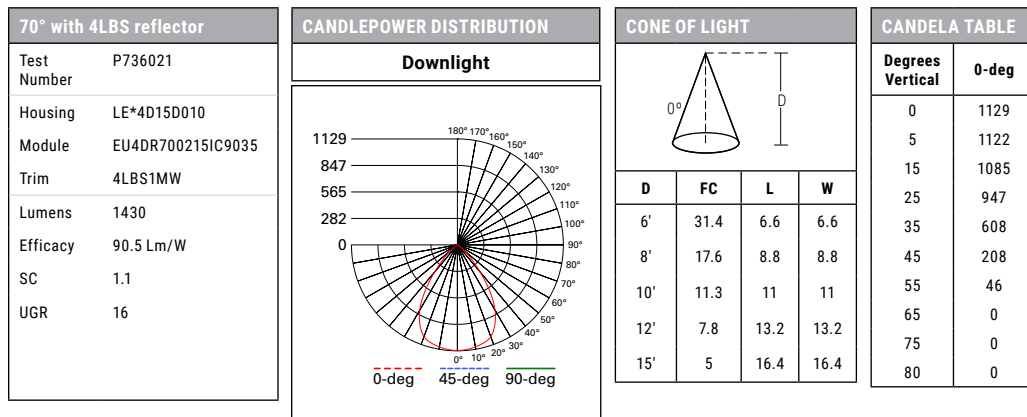 70° with 4LBS reflector
Test Number P736021
Housing LE*4D15D010
Module EU4DR700215IC9035
Trim 4LBS1MW
Lumens 1430
Efficacy 90.5 Lm/W
SC 1.1
UGR 16
CANDLEPOWER DISTRIBUTION
Downlight
1129
847
565
282
0
180° 170° 160° 150° 140° 130° 120° 110° 100° 90° 80° 70° 60° 50° 40° 30° 20° 10° 0°
0-deg 45-deg 90-deg
CONE OF LIGHT
0° D
D FC L W
6' 31.4 6.6 6.6
8' 17.6 8.8 8.8
10' 11.3 11 11
12' 7.8 13.2 13.2
15' 5 16.4 16.4
CANDELA TABLE
Degrees Vertical 0-deg
0 1129
5 1122
15 1085
25 947
35 608
45 208
55 46
65 0
75 0
80 0